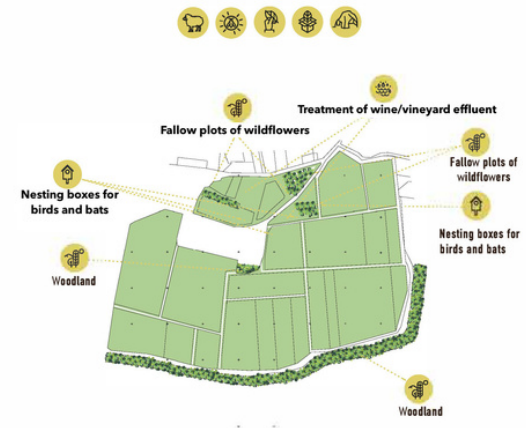 Treatment of wine/vineyard effluent
Fallow plots of wildflowers
Fallow plots of
wildflowers
Nesting boxes for
birds and bats
Nesting boxes for
birds and bats
Woodland
Woodland